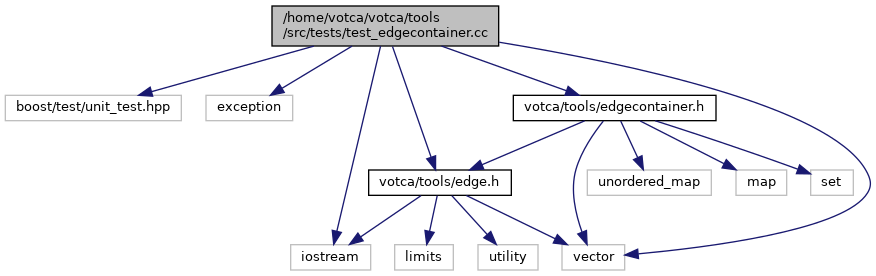 /home/votca/votca/tools
/src/tests/test_edgecontainer.cc
boost/test/unit_test.hpp
exception
votca/tools/edgecontainer.h
votca/tools/edge.h
unordered_map
map
set
iostream
limits
utility
vector